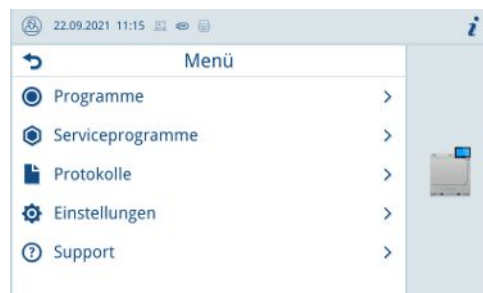 22.09.2021 11:15
i
Menü
Programme
Serviceprogramme
Protokolle
Einstellungen
? Support